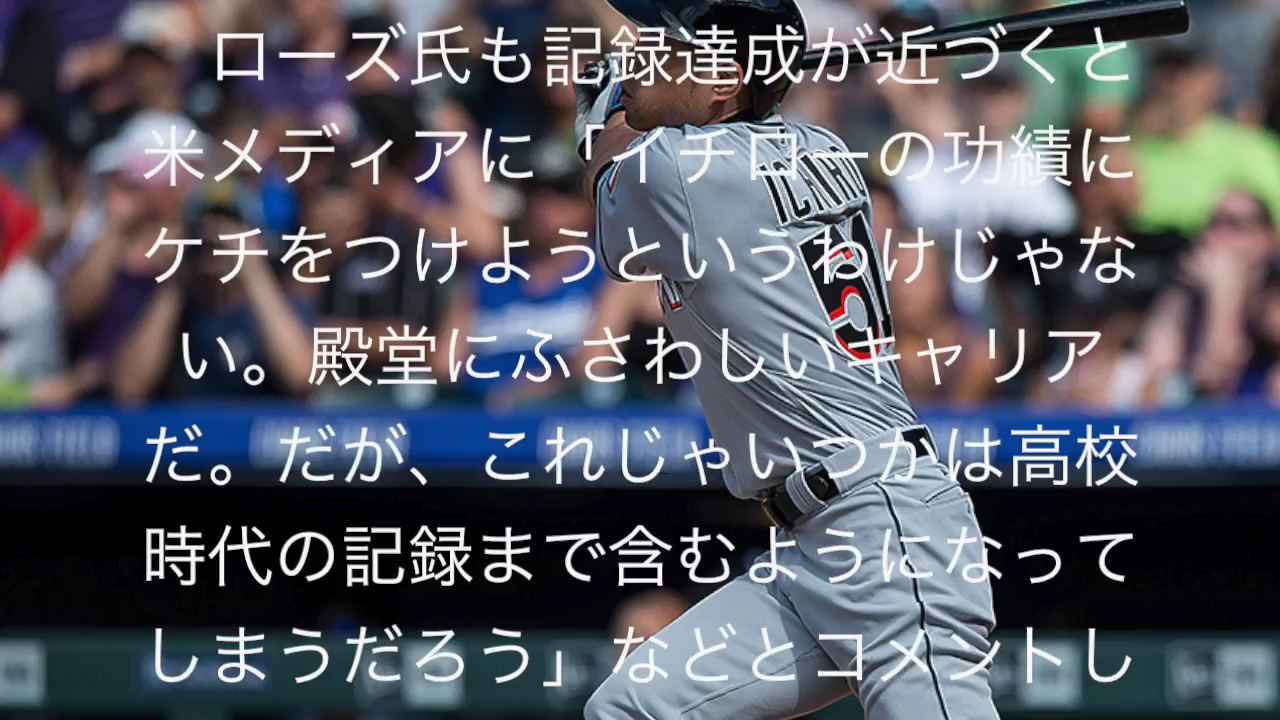 ローズ氏も記録達成が近づくと
米メディアに「イチローの功績に
ケチをつけようというわけじゃな
い。殿堂にふさわしいキャリア
だ。だが、これじゃいつかは高校
時代の記録まで含むようになって
しまうだろう」などとコメントし
ICHIRO
51